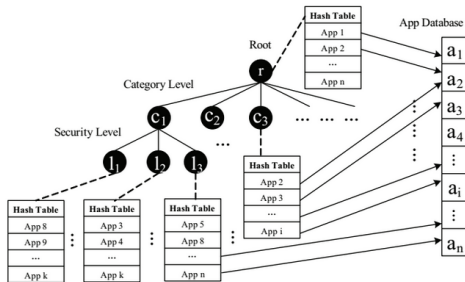 Hash Table
App 1
App 2
...
App n
App Database
Root
r
Category Level
c1
c2
c3
... ... ...
...
Security Level
l1
l2
l3
Hash Table
App 8
App 9
...
App k
Hash Table
App 3
App 4
...
App k
Hash Table
App 5
App 8
...
App n
Hash Table
App 2
App 3
...
App i
a1
a2
a3
a4
⋮
ai
⋮
an